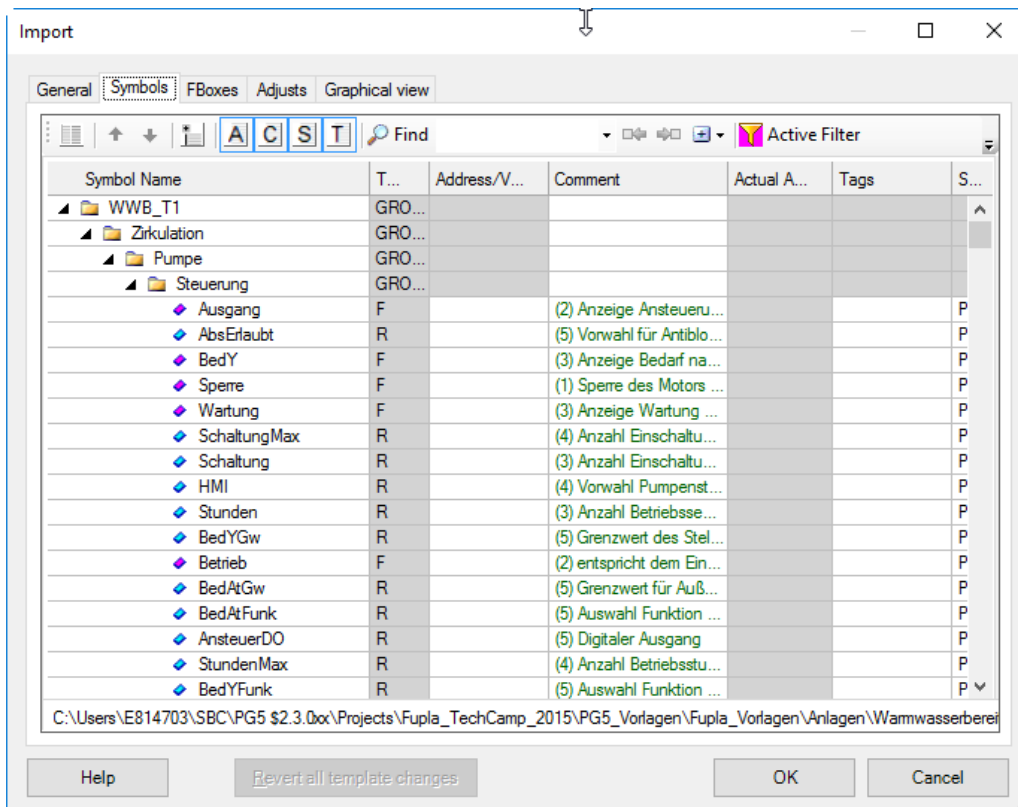 Import
General Symbols FBoxes Adjusts Graphical view
A C S T Find Active Filter
Symbol Name T... Address/V... Comment Actual A... Tags S...
WWB_T1 GRO...
Zirkulation GRO...
Pumpe GRO...
Steuerung GRO...
Ausgang F (2) Anzeige Ansteueru... P
AbsErlaubt R (5) Vorwahl für Antiblo... P
BedY F (3) Anzeige Bedarf na... P
Sperre F (1) Sperre des Motors ... P
Wartung F (3) Anzeige Wartung ... P
SchaltungMax R (4) Anzahl Einschaltu... P
Schaltung R (3) Anzahl Einschaltu... P
HMI R (4) Vorwahl Pumpenst... P
Stunden R (3) Anzahl Betriebsse... P
BedYGw R (5) Grenzwert des Stel... P
Betrieb F (2) entspricht dem Ein... P
BedAtGw R (5) Grenzwert für Auß... P
BedAtFunk R (5) Auswahl Funktion ... P
AnsteuerDO R (5) Digitaler Ausgang P
StundenMax R (4) Anzahl Betriebsstu... P
BedYFunk R (5) Auswahl Funktion ... P
C:\Users\E814703\SBC\PG5 $2.3.0xx\Projects\Fupla_TechCamp_2015\PG5_Vorlagen\Fupla_Vorlagen\Anlagen\Warmwasserberei
Help Revert all template changes OK Cancel